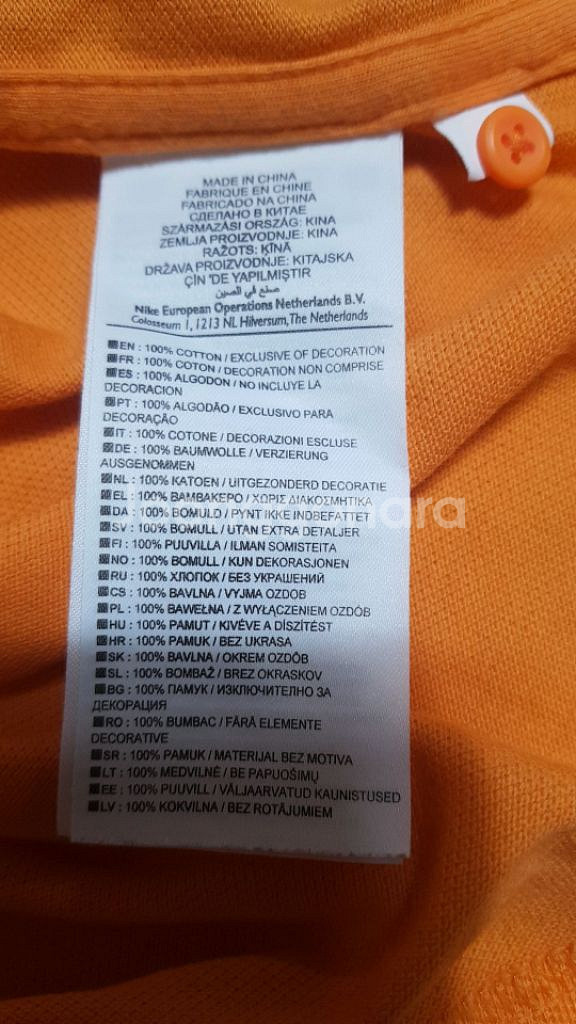 MADE IN CHINA
FABRIQUE EN CHINE
FABRICADO NA CHINA
СДЕЛАНО В КИТАЕ
SZÁRMAZÁSI ORSZÁG: KINA
ZEMLJA PROIZVODNJE: KINA
RAŽOTS: ĶĪNĀ
DRŽAVA PROIZVODNJE: KITAJSKA
ÇİN 'DE YAPILMIŞTIR
صنع في الصين
Nike European Operations Netherlands B.V.
Colosseum 1, 1213 NL Hilversum, The Netherlands
EN : 100% COTTON / EXCLUSIVE OF DECORATION
FR : 100% COTON / DECORATION NON COMPRISE
ES : 100% ALGODON / NO INCLUYE LA
DECORACION
PT : 100% ALGODÃO / EXCLUSIVO PARA
DECORAÇÃO
IT : 100% COTONE / DECORAZIONI ESCLUSE
DE : 100% BAUMWOLLE / VERZIERUNG
AUSGENOMMEN
NL : 100% KATOEN / UITGEZONDERD DECORATIE
EL : 100% ΒΑΜΒΑΚΕΡΟ / ΧΩΡΙΣ ΔΙΑΚΟΣΜΗΤΙΚΑ
DA : 100% BOMULD / PYNT IKKE INDBEFATTET
SV : 100% BOMULL / UTAN EXTRA DETALJER
FI : 100% PUUVILLA / ILMAN SOMISTEITA
NO : 100% BOMULL / KUN DEKORASJONEN
RU : 100% ХЛОПОК / БЕЗ УКРАШЕНИЙ
CS : 100% BAVLNA / VYJMA OZDOB
PL : 100% BAWEŁNA / Z WYŁĄCZENIEM OZDÓB
HU : 100% PAMUT / KIVÉVE A DÍSZÍTÉST
HR : 100% PAMUK / BEZ UKRASA
SK : 100% BAVLNA / OKREM OZDÔB
SL : 100% BOMBAŽ / BREZ OKRASKOV
BG : 100% ПАМУК / ИЗКЛЮЧИТЕЛНО ЗА
ДЕКОРАЦИЯ
RO : 100% BUMBAC / FĂRĂ ELEMENTE
DECORATIVE
SR : 100% PAMUK / MATERIJAL BEZ MOTIVA
LT : 100% MEDVILNĖ / BE PAPUOŠIMŲ
EE : 100% PUUVILL / VÄLJAARVATUD KAUNISTUSED
LV : 100% KOKVILNA / BEZ ROTĀJUMIEM